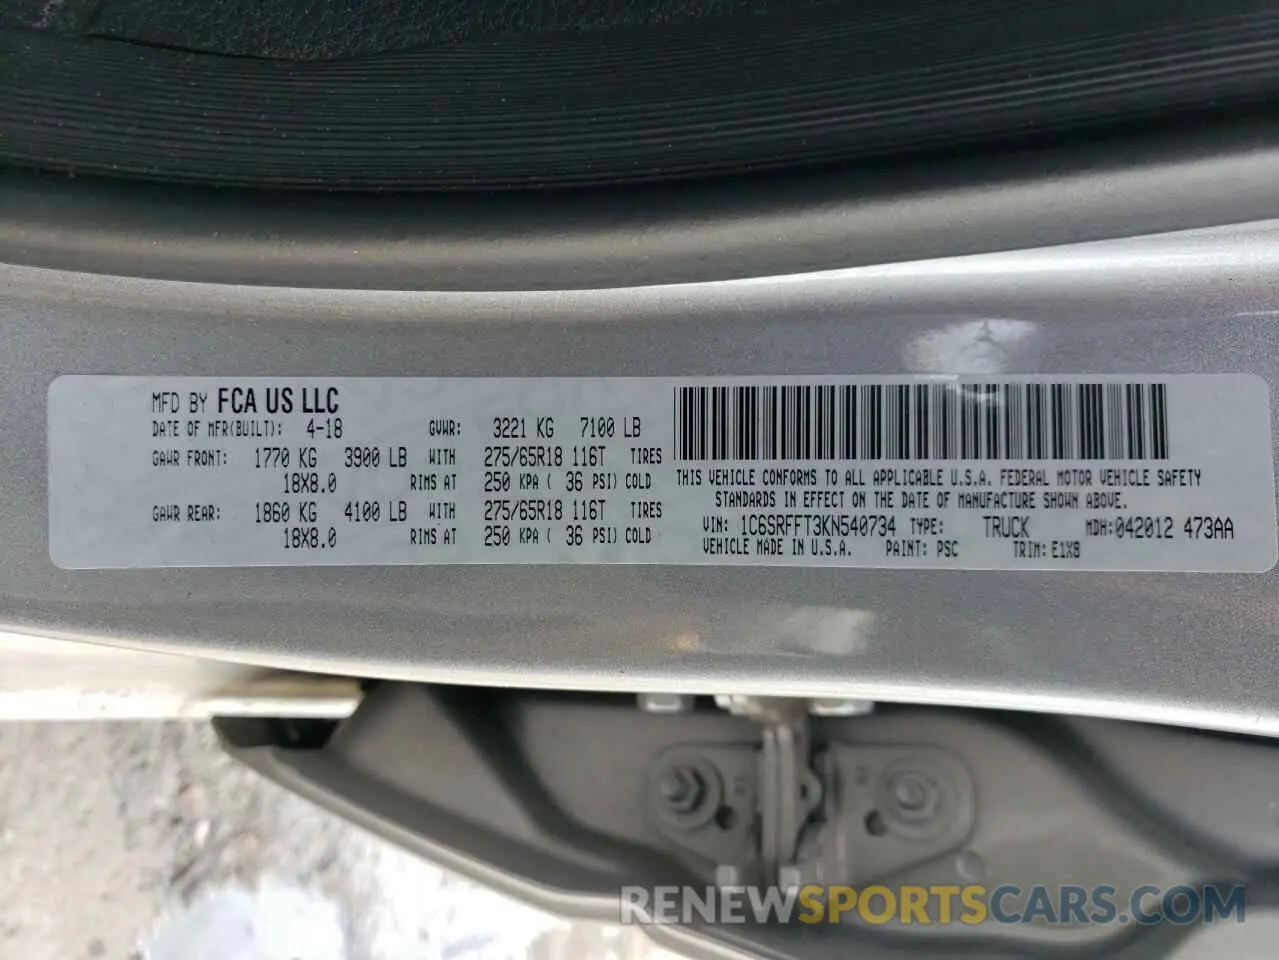 MFD BY FCA US LLC
DATE OF MFR(BUILT): 4-18 GVWR: 3221 KG 7100 LB
GAWR FRONT: 1770 KG 3900 LB WITH 275/65R18 116T TIRES
18X8.0 RIMS AT 250 KPA ( 36 PSI) COLD
GAWR REAR: 1860 KG 4100 LB WITH 275/65R18 116T TIRES
18X8.0 RIMS AT 250 KPA ( 36 PSI) COLD
THIS VEHICLE CONFORMS TO ALL APPLICABLE U.S.A. FEDERAL MOTOR VEHICLE SAFETY
STANDARDS IN EFFECT ON THE DATE OF MANUFACTURE SHOWN ABOVE.
VIN: 1C6SRFFT3KN540734 TYPE: TRUCK MDH:042012 473AA
VEHICLE MADE IN U.S.A. PAINT: PSC TRIM: E1X8
RENEWSPORTSCARS.COM